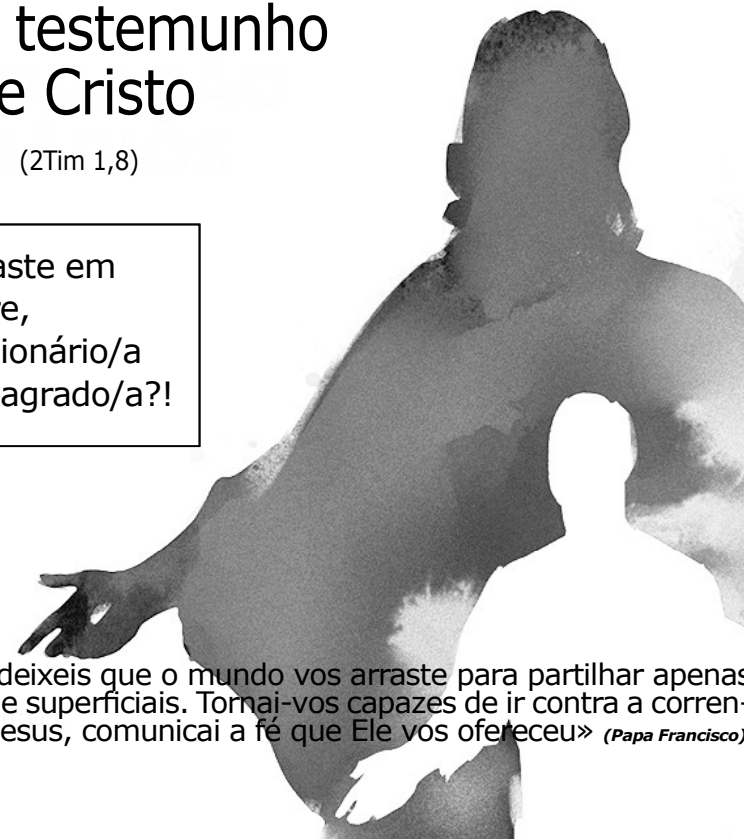 testemunho
e Cristo
(2Tim 1,8)
aste em
e,
ionário/a
agrado/a?!
deixeis que o mundo vos arraste para partilhar apenas
e superficiais. Tornai-vos capazes de ir contra a corren-
esus, comunicai a fé que Ele vos ofereceu» (Papa Francisco)